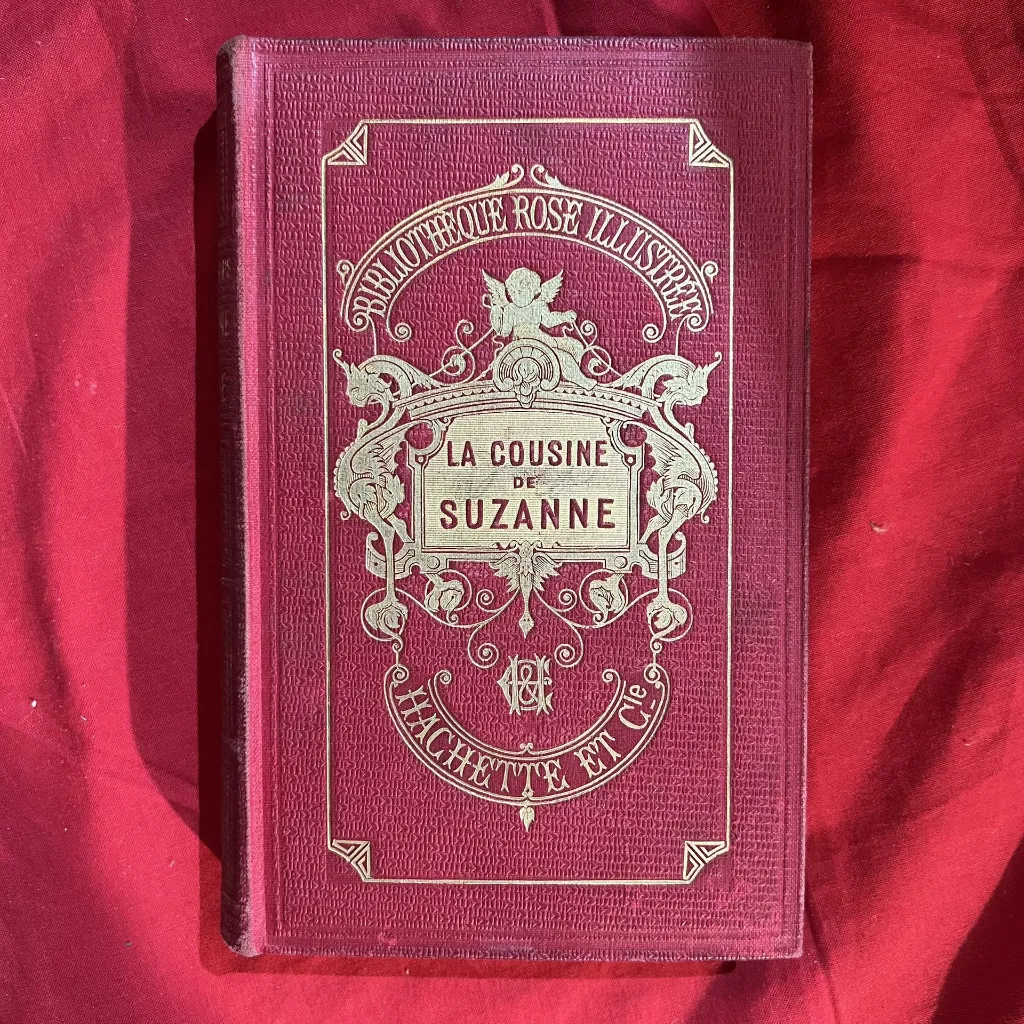 BIBLIOTHÈQUE ROSE ILLUSTRÉE
LA COUSINE
DE
SUZANNE
H&C
HACHETTE ET Cie